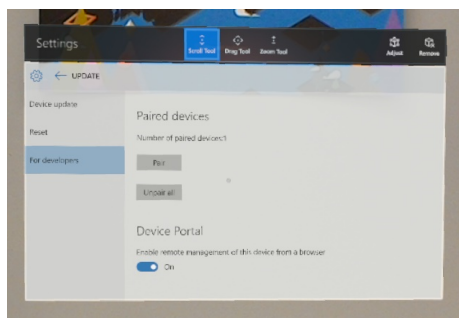 Settings
Scroll Tool
Drag Tool
Zoom Tool
Adjust
Remove
UPDATE
Device update
Reset
For developers
Paired devices
Number of paired devices:1
Pair
Unpair all
Device Portal
Enable remote management of this device from a browser
On